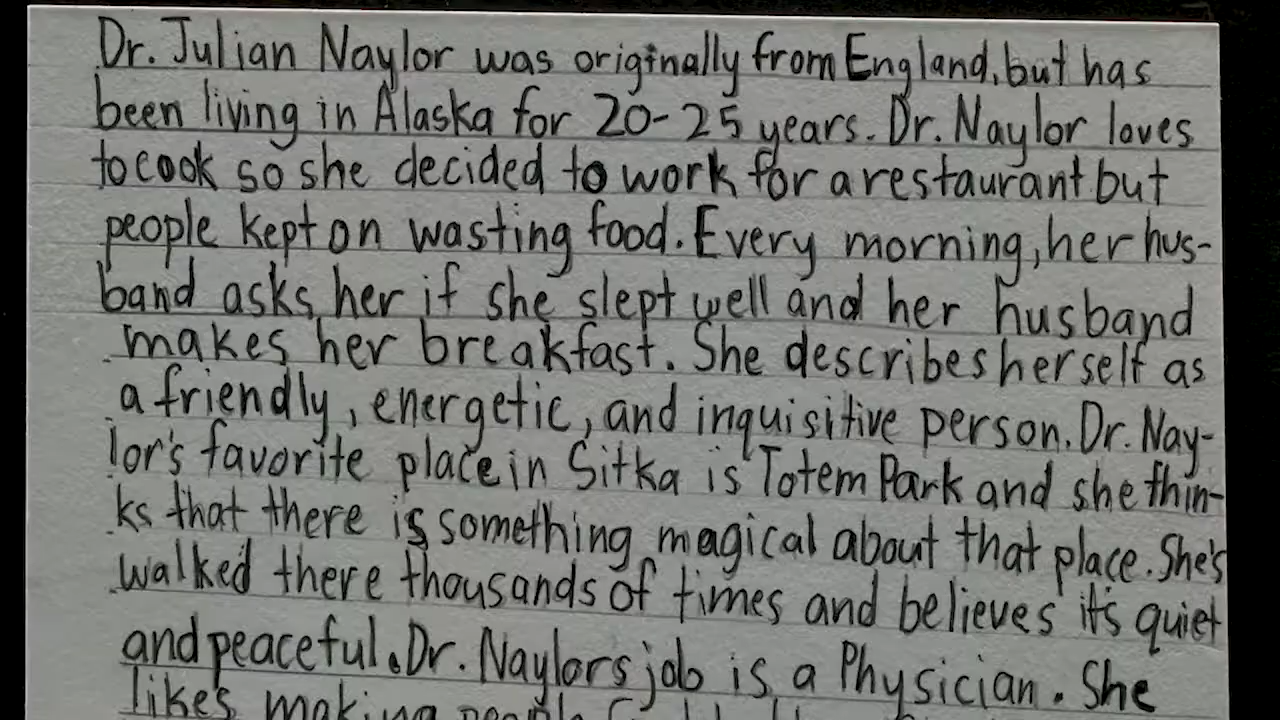 Dr. Julian Naylor was originally from England, but has
been living in Alaska for 20-25 years. Dr. Naylor loves
to cook so she decided to work for a restaurant but
people kept on wasting food. Every morning, her hus-
band asks her if she slept well and her husband
makes her breakfast. She describes herself as
a friendly, energetic, and inquisitive person. Dr. Nay-
lor's favorite place in Sitka is Totem Park and she thin-
ks that there is something magical about that place. She's
walked there thousands of times and believes it's quiet
and peaceful. Dr. Naylors job is a Physician. She
likes making people